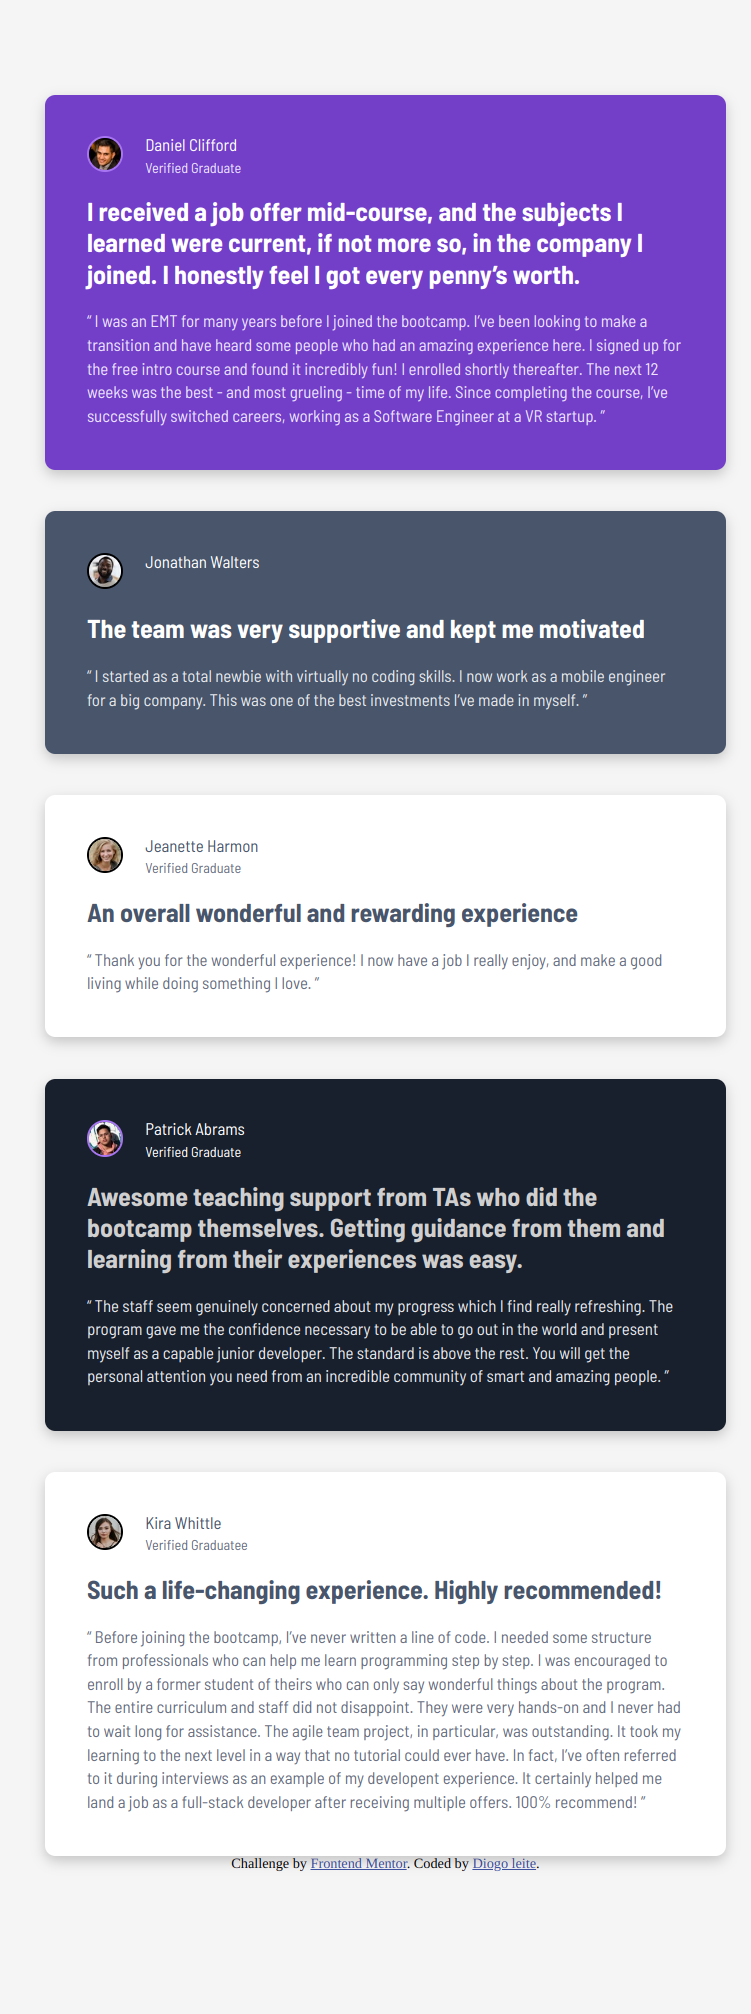 Daniel Clifford
Verified Graduate
I received a job offer mid-course, and the subjects I
learned were current, if not more so, in the company I
joined. I honestly feel I got every penny’s worth.
“ I was an EMT for many years before I joined the bootcamp. I’ve been looking to make a
transition and have heard some people who had an amazing experience here. I signed up for
the free intro course and found it incredibly fun! I enrolled shortly thereafter. The next 12
weeks was the best - and most grueling - time of my life. Since completing the course, I’ve
successfully switched careers, working as a Software Engineer at a VR startup. ”
Jonathan Walters
The team was very supportive and kept me motivated
“ I started as a total newbie with virtually no coding skills. I now work as a mobile engineer
for a big company. This was one of the best investments I’ve made in myself. ”
Jeanette Harmon
Verified Graduate
An overall wonderful and rewarding experience
“ Thank you for the wonderful experience! I now have a job I really enjoy, and make a good
living while doing something I love. ”
Patrick Abrams
Verified Graduate
Awesome teaching support from TAs who did the
bootcamp themselves. Getting guidance from them and
learning from their experiences was easy.
“ The staff seem genuinely concerned about my progress which I find really refreshing. The
program gave me the confidence necessary to be able to go out in the world and present
myself as a capable junior developer. The standard is above the rest. You will get the
personal attention you need from an incredible community of smart and amazing people. ”
Kira Whittle
Verified Graduatee
Such a life-changing experience. Highly recommended!
“ Before joining the bootcamp, I’ve never written a line of code. I needed some structure
from professionals who can help me learn programming step by step. I was encouraged to
enroll by a former student of theirs who can only say wonderful things about the program.
The entire curriculum and staff did not disappoint. They were very hands-on and I never had
to wait long for assistance. The agile team project, in particular, was outstanding. It took my
learning to the next level in a way that no tutorial could ever have. In fact, I’ve often referred
to it during interviews as an example of my developent experience. It certainly helped me
land a job as a full-stack developer after receiving multiple offers. 100% recommend! ”
Challenge by Frontend Mentor. Coded by Diogo leite.